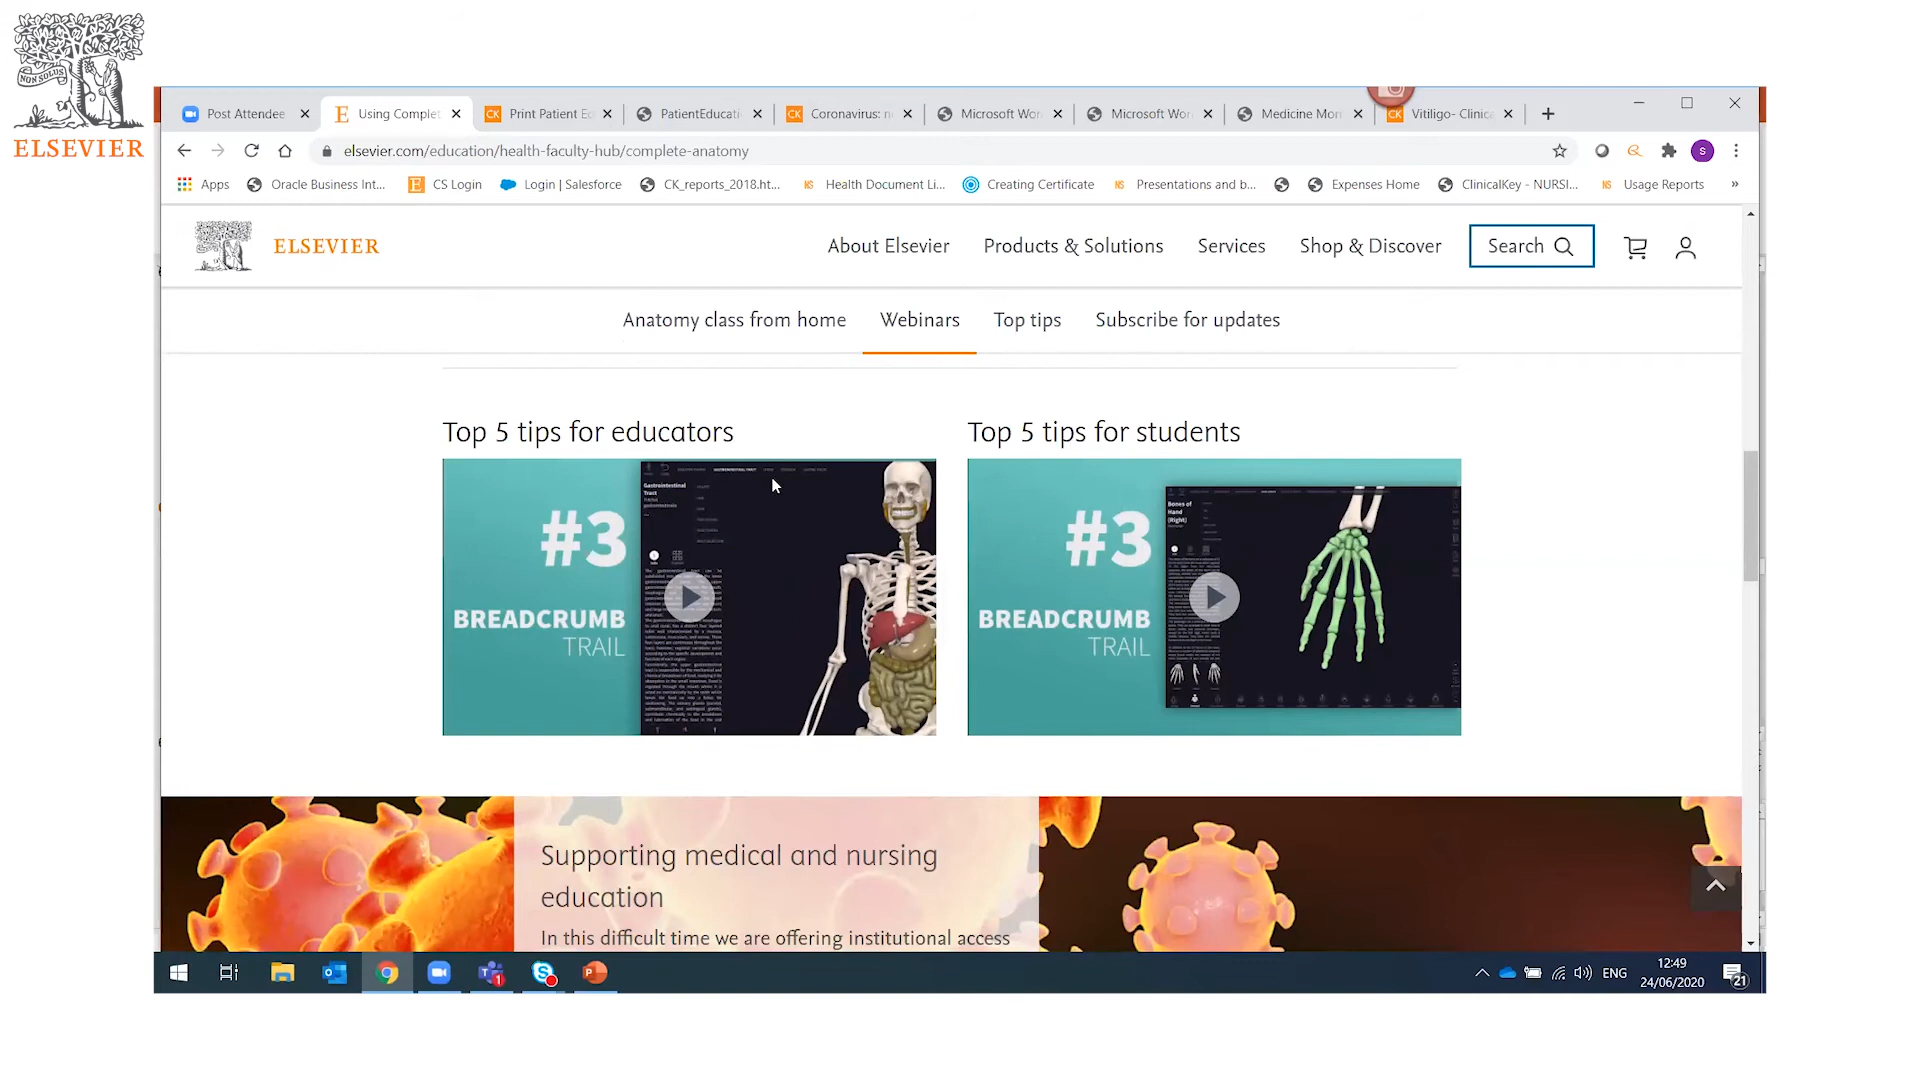 NON SOLUS
ELSEVIER
Post Attendee
Using Complet
Print Patient Ed
PatientEducati
Coronavirus: n
Microsoft Wor
Microsoft Wor
Medicine Mor
Vitiligo- Clinica
elsevier.com/education/health-faculty-hub/complete-anatomy
Apps
Oracle Business Int...
CS Login
Login | Salesforce
CK_reports_2018.ht...
Health Document Li...
Creating Certificate
Presentations and b...
Expenses Home
ClinicalKey - NURSI...
Usage Reports
ELSEVIER
About Elsevier
Products & Solutions
Services
Shop & Discover
Search
Anatomy class from home
Webinars
Top tips
Subscribe for updates
Top 5 tips for educators
Top 5 tips for students
#3
BREADCRUMB
TRAIL
Gastrointestinal
Tract
#3
BREADCRUMB
TRAIL
Bones of
Hand
(Right)
Supporting medical and nursing
education
In this difficult time we are offering institutional access
ENG
12:49
24/06/2020
21